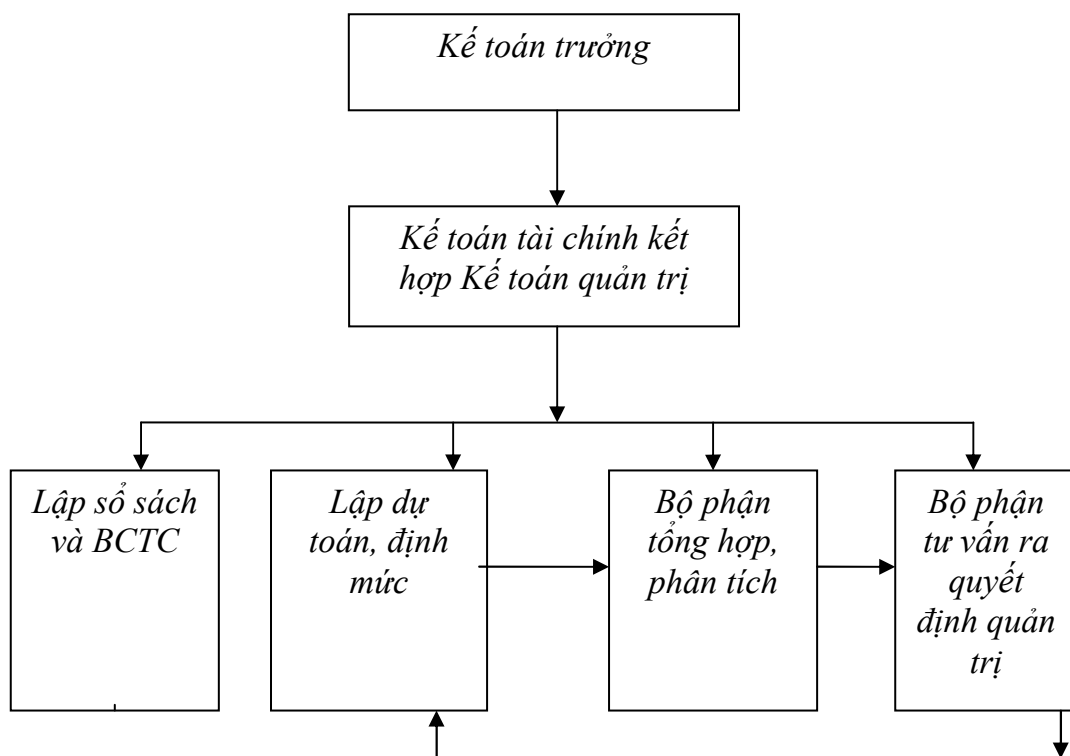 Kế toán trưởng
Kế toán tài chính kết
hợp Kế toán quản trị
Lập sổ sách
và BCTC
Lập dự
toán, định
mức
Bộ phận
tổng hợp,
phân tích
Bộ phận
tư vấn ra
quyết
định quản
trị